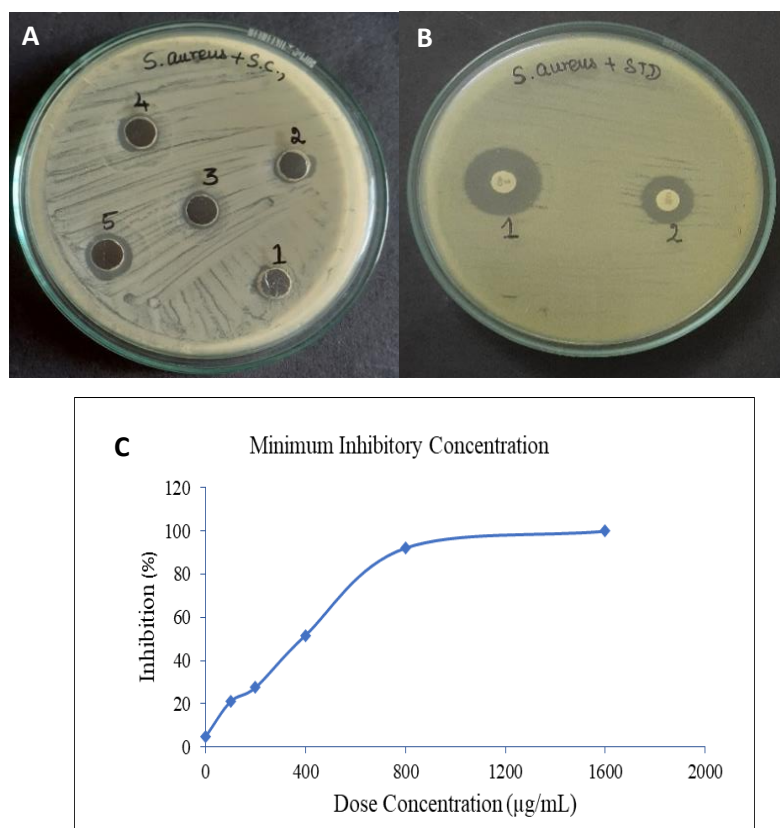 A
S. aureus + S.C.,
4
2
3
5
1
B
S. aureus + STD
1
2
C
Minimum Inhibitory Concentration
120
100
80
60
40
20
0
Inhibition (%)
0 400 800 1200 1600 2000
Dose Concentration (µg/mL)